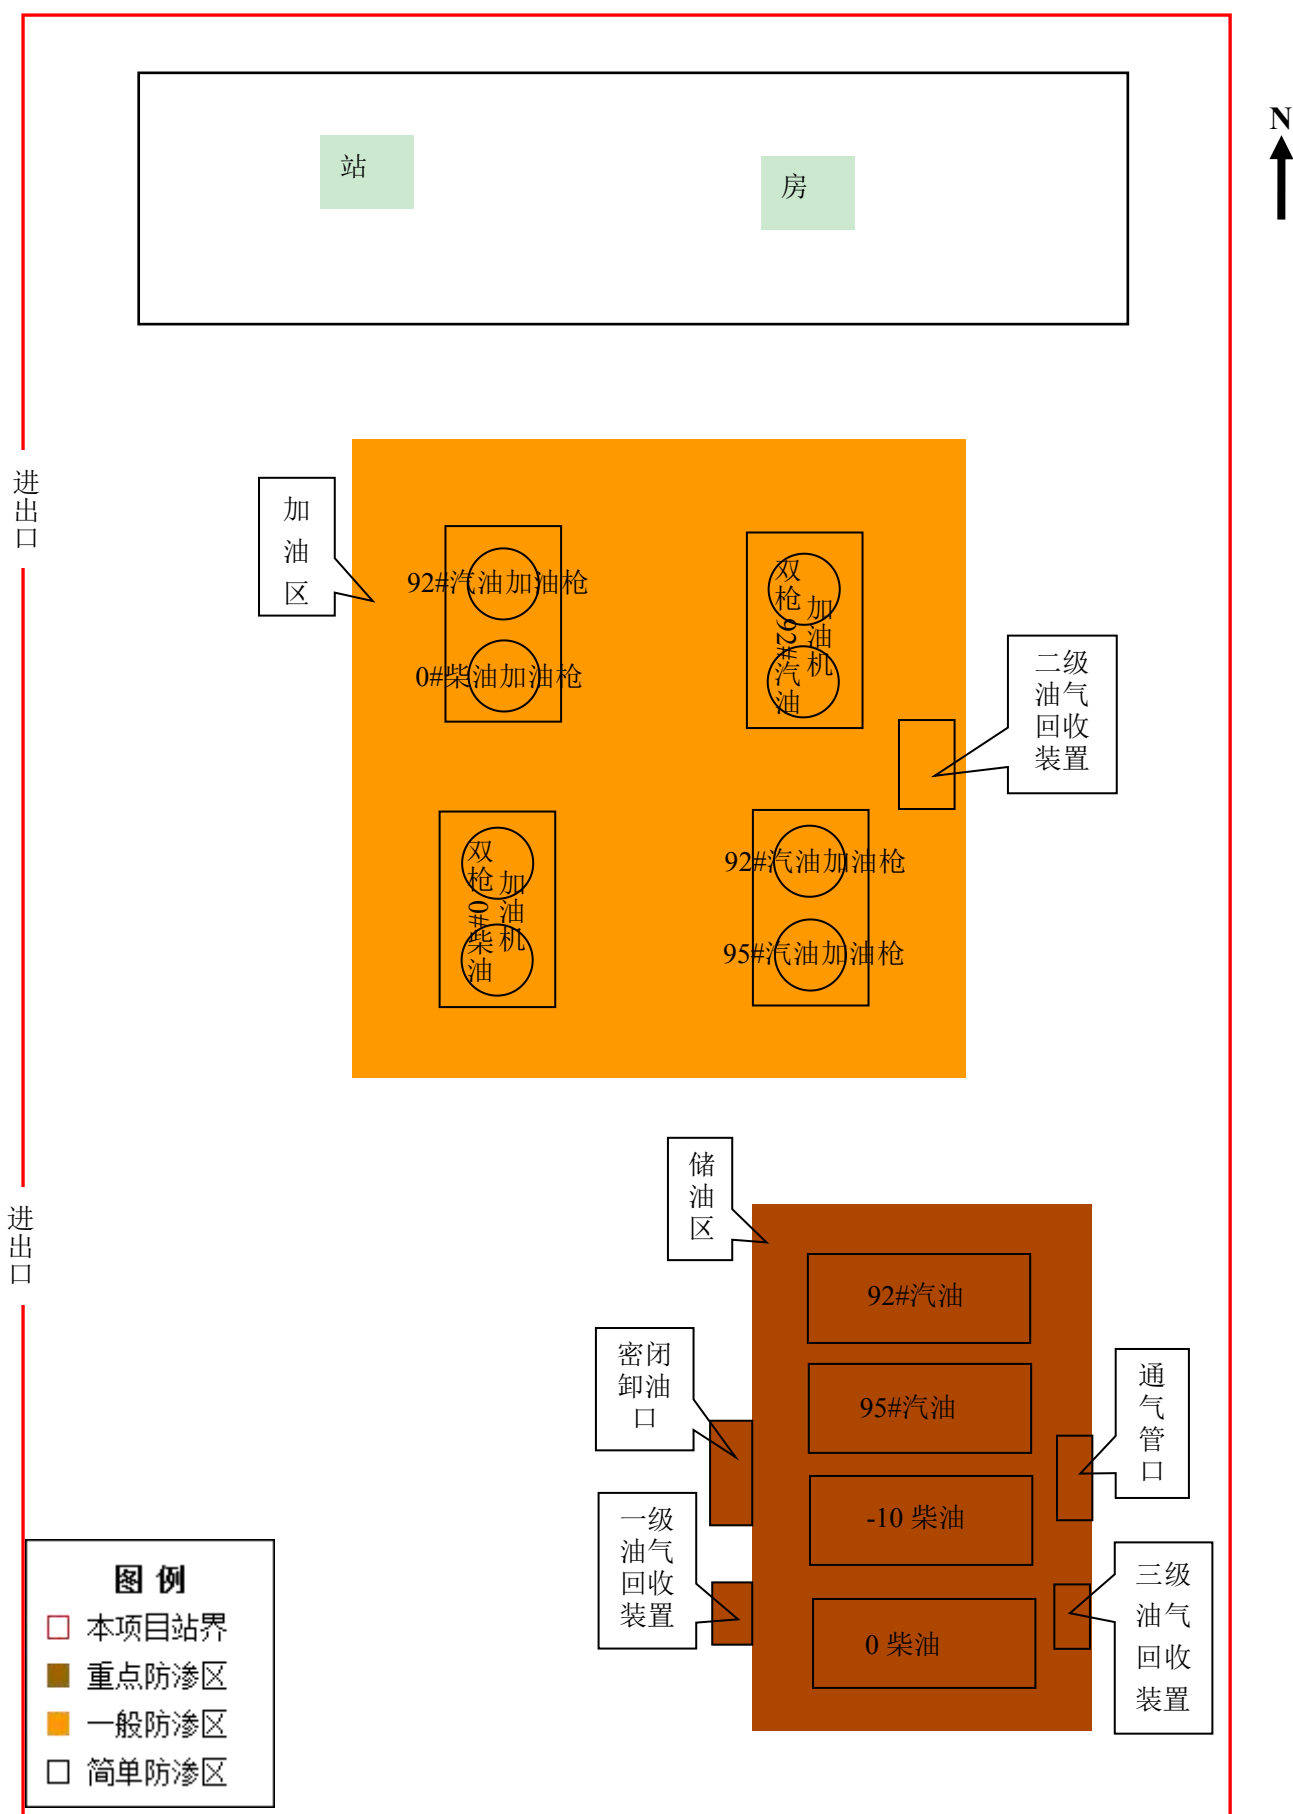 N
站
房
进出口
加油区
92#汽油加油枪
0#柴油加油枪
双枪 92#汽油
加油机
二级
油气
回收
装置
双枪 0#柴油
加油机
92#汽油加油枪
95#汽油加油枪
进出口
储油区
92#汽油
密闭
卸油
口
95#汽油
通气管口
-10 柴油
一级
油气
回收
装置
0 柴油
三级
油气
回收
装置
图 例
本项目站界
重点防渗区
一般防渗区
简单防渗区